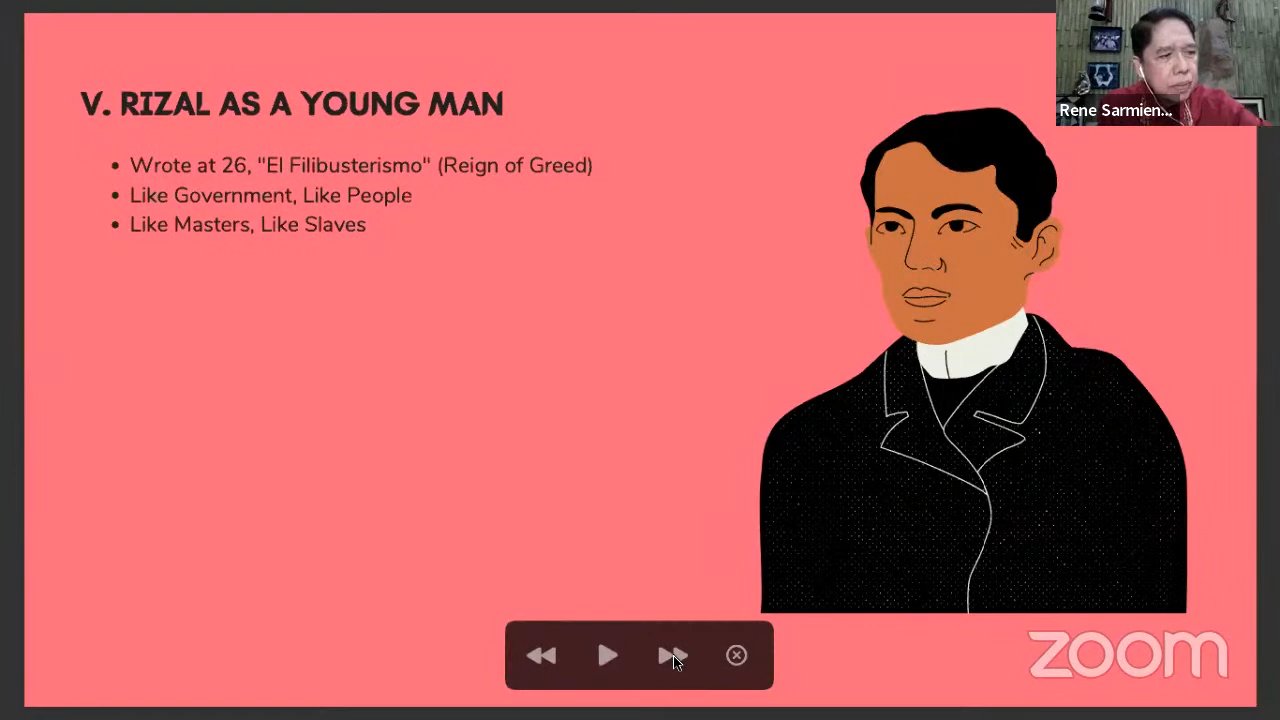 V. RIZAL AS A YOUNG MAN
• Wrote at 26, "El Filibusterismo" (Reign of Greed)
• Like Government, Like People
• Like Masters, Like Slaves
Rene Sarmien...
zoom